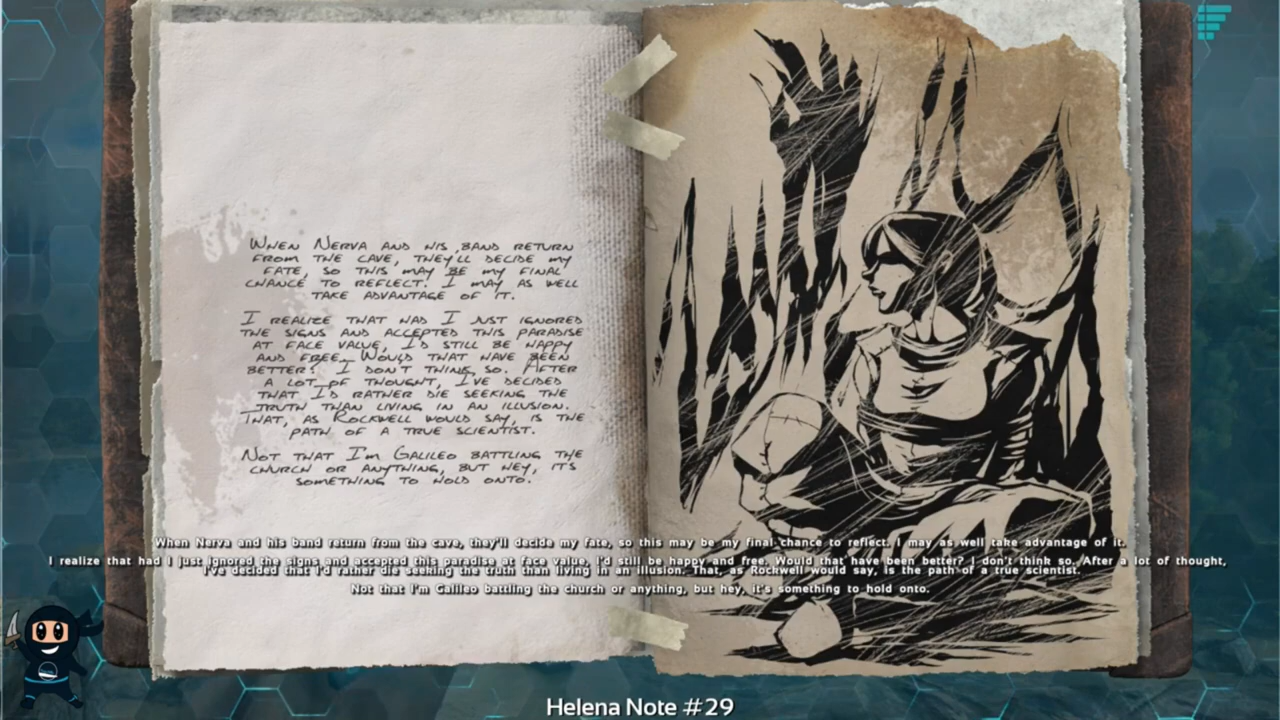 When Nerva and his band return
from the cave, they'll decide my
fate, so this may be my final
chance to reflect. I may as well
take advantage of it.
I realize that had I just ignored
the signs and accepted this paradise
at face value, I'd still be happy
and free. Would that have been
better? I don't think so. After
a lot of thought, I've decided
that I'd rather die seeking the
truth than living in an illusion.
That, as Rockwell would say, is the
path of a true scientist.
Not that I'm Galileo battling the
church or anything, but hey, it's
something to hold onto.
When Nerva and his band return from the cave, they'll decide my fate, so this may be my final chance to reflect. I may as well take advantage of it.
I realize that had I just ignored the signs and accepted this paradise at face value, I'd still be happy and free. Would that have been better? I don't think so. After a lot of thought,
I've decided that I'd rather die seeking the truth than living in an illusion. That, as Rockwell would say, is the path of a true scientist.
Not that I'm Galileo battling the church or anything, but hey, it's something to hold onto.
Helena Note #29